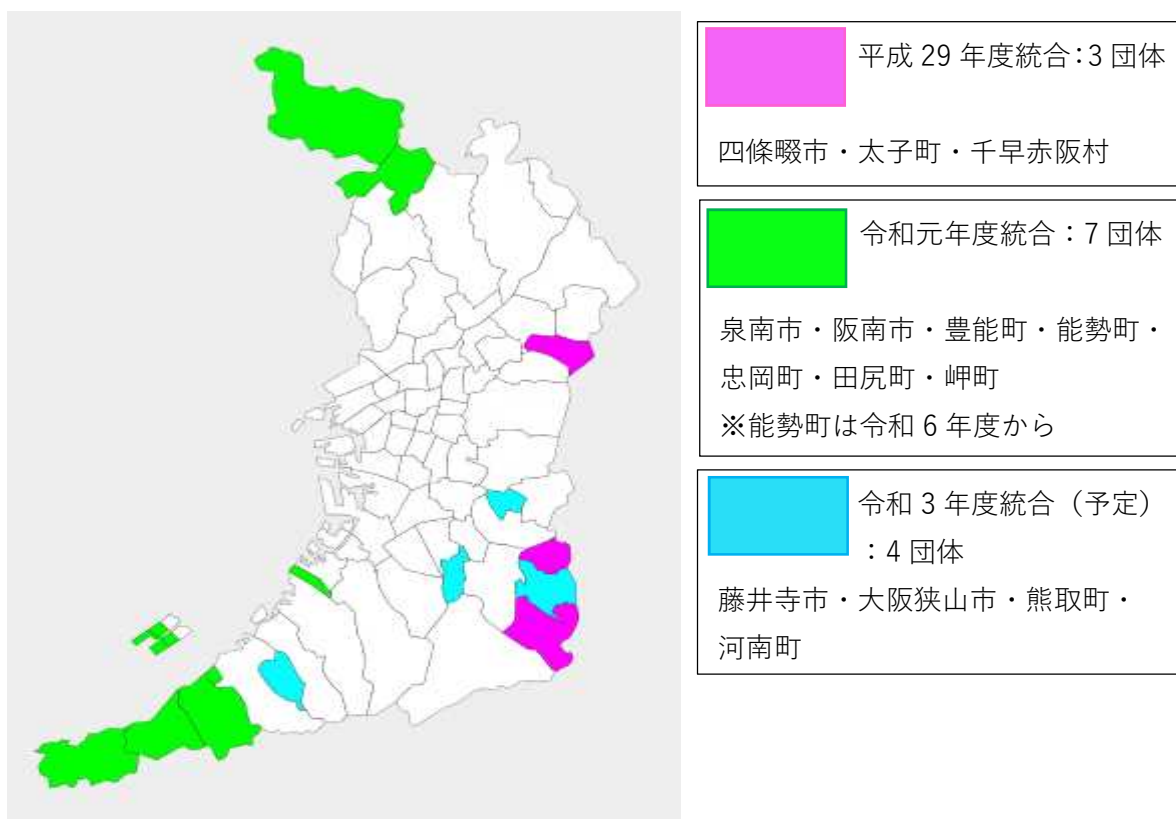 平成 29 年度統合：3 団体
四條畷市・太子町・千早赤阪村
令和元年度統合：7 団体
泉南市・阪南市・豊能町・能勢町・
忠岡町・田尻町・岬町
※能勢町は令和 6 年度から
令和 3 年度統合（予定）
：4 団体
藤井寺市・大阪狭山市・熊取町・
河南町